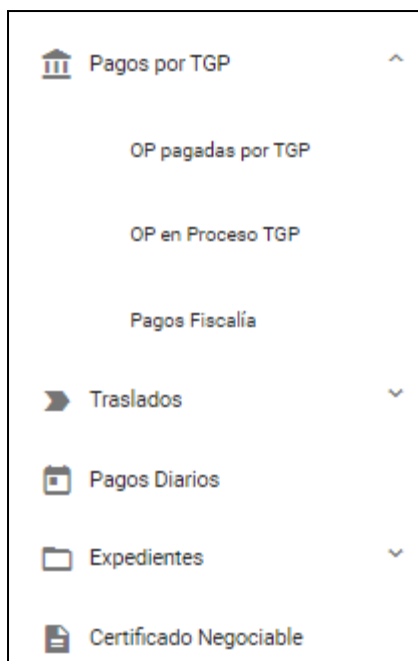 Pagos por TGP
OP pagadas por TGP
OP en Proceso TGP
Pagos Fiscalía
Traslados
Pagos Diarios
Expedientes
Certificado Negociable